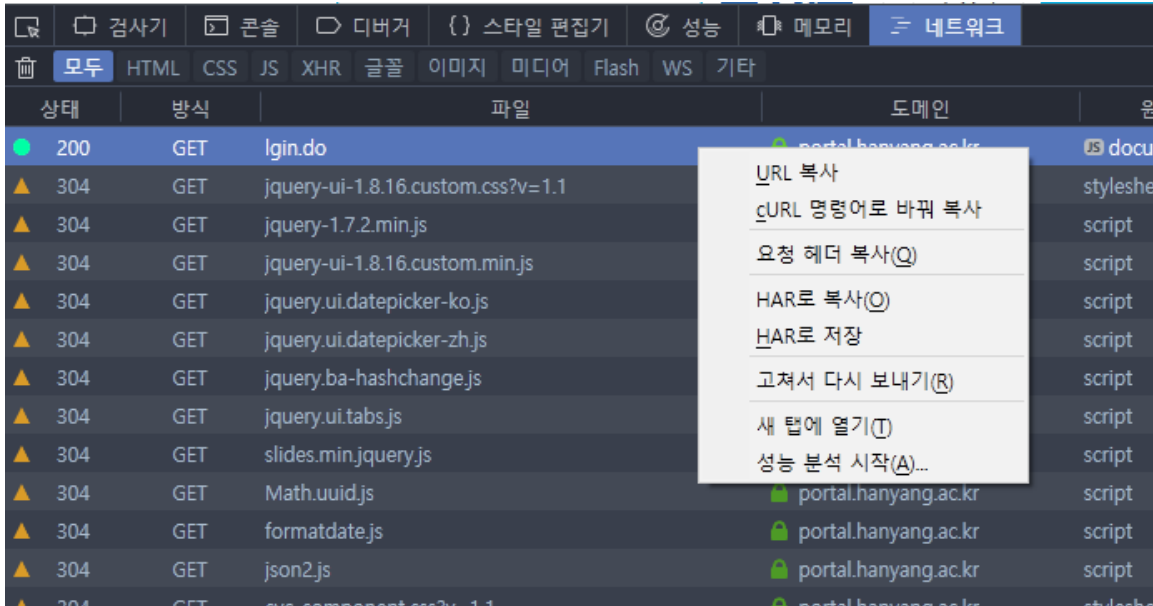 검사기 콘솔 디버거 {} 스타일 편집기 성능 메모리 네트워크
모두 HTML CSS JS XHR 글꼴 이미지 미디어 Flash WS 기타
상태 방식 파일 도메인
200 GET lgin.do portal.hanyang.ac.kr JS docu
304 GET jquery-ui-1.8.16.custom.css?v=1.1 styleshe
304 GET jquery-1.7.2.min.js script
304 GET jquery-ui-1.8.16.custom.min.js script
304 GET jquery.ui.datepicker-ko.js script
304 GET jquery.ui.datepicker-zh.js script
304 GET jquery.ba-hashchange.js script
304 GET jquery.ui.tabs.js script
304 GET slides.min.jquery.js script
304 GET Math.uuid.js portal.hanyang.ac.kr script
304 GET formatdate.js portal.hanyang.ac.kr script
304 GET json2.js portal.hanyang.ac.kr script
URL 복사
cURL 명령어로 바꿔 복사
요청 헤더 복사(Q)
HAR로 복사(O)
HAR로 저장
고쳐서 다시 보내기(R)
새 탭에 열기(T)
성능 분석 시작(A)...